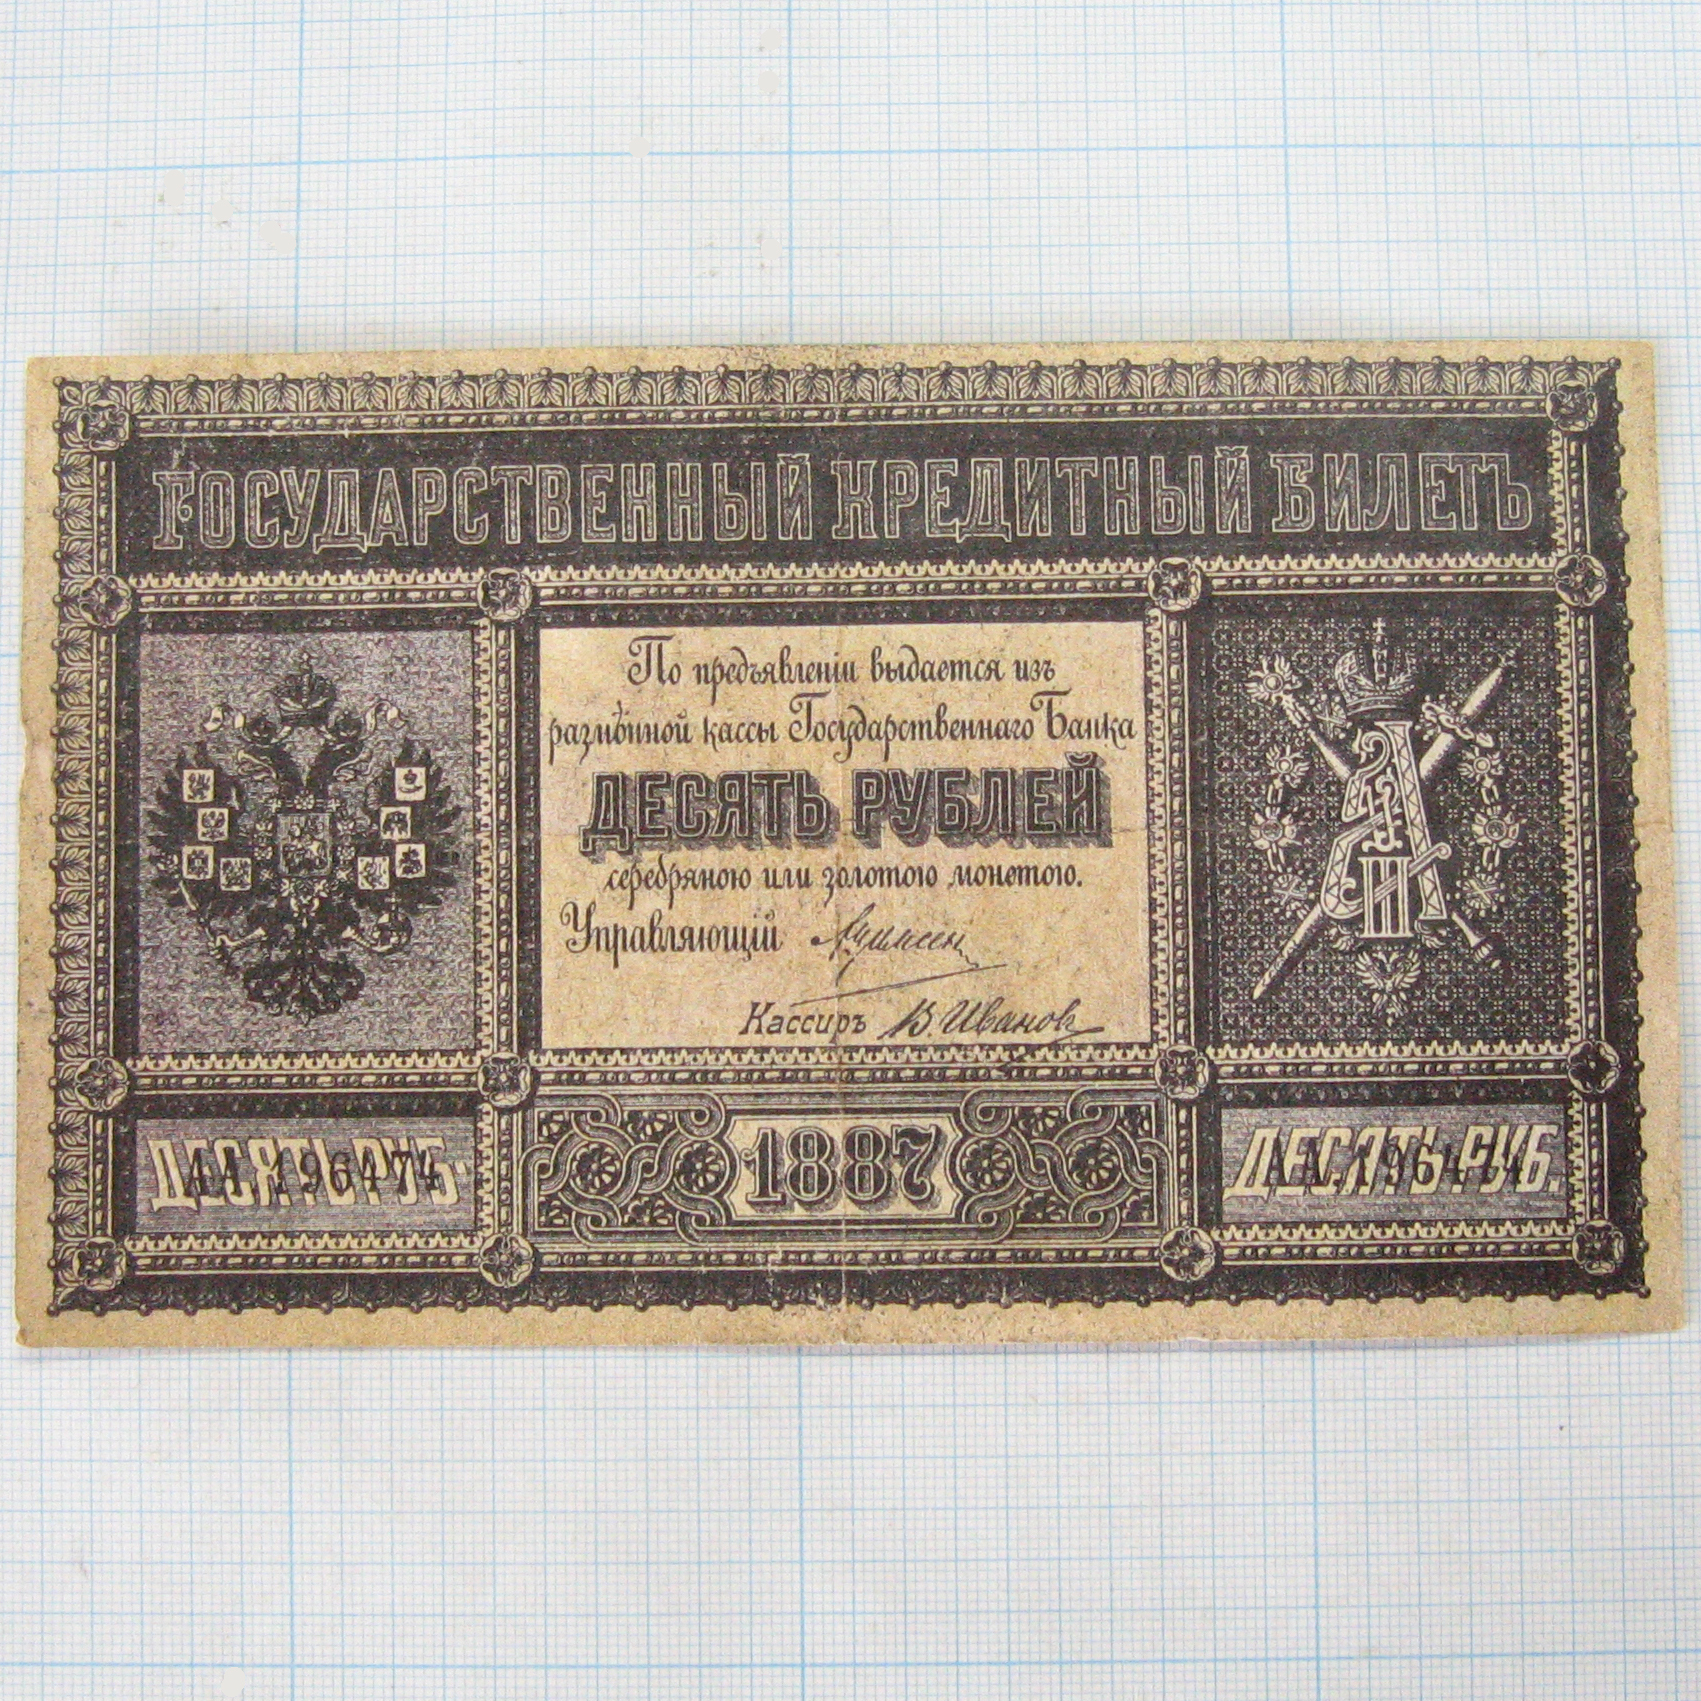 ГОСУДАРСТВЕННЫЙ КРЕДИТНЫЙ БИЛЕТЪ
По предъявленіи выдается изъ
размѣнной кассы Государственнаго Банка
ДЕСЯТЬ РУБЛЕЙ
серебряною или золотою монетою.
Управляющій
Кассиръ В. Ивановъ
ДЕСЯТЬ РУБ.
1887
ДЕСЯТЬ РУБ.